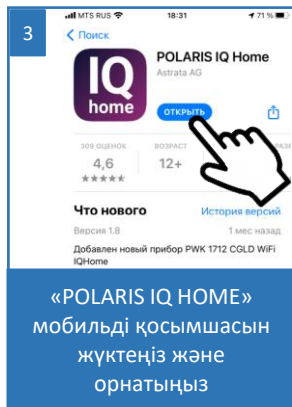 3
MTS RUS 18:31 71 %
Поиск
IQ
home
POLARIS IQ Home
Astrata AG
ОТКРЫТЬ
309 ОЦЕНОК ВОЗРАСТ
4,6 12+
Что нового История версий
Версия 1.8 1 мес назад
Добавлен новый прибор PWK 1712 CGLD WiFi
IQHome
«POLARIS IQ HOME»
мобильді қосымшасын
жүктеңіз және
орнатыңыз